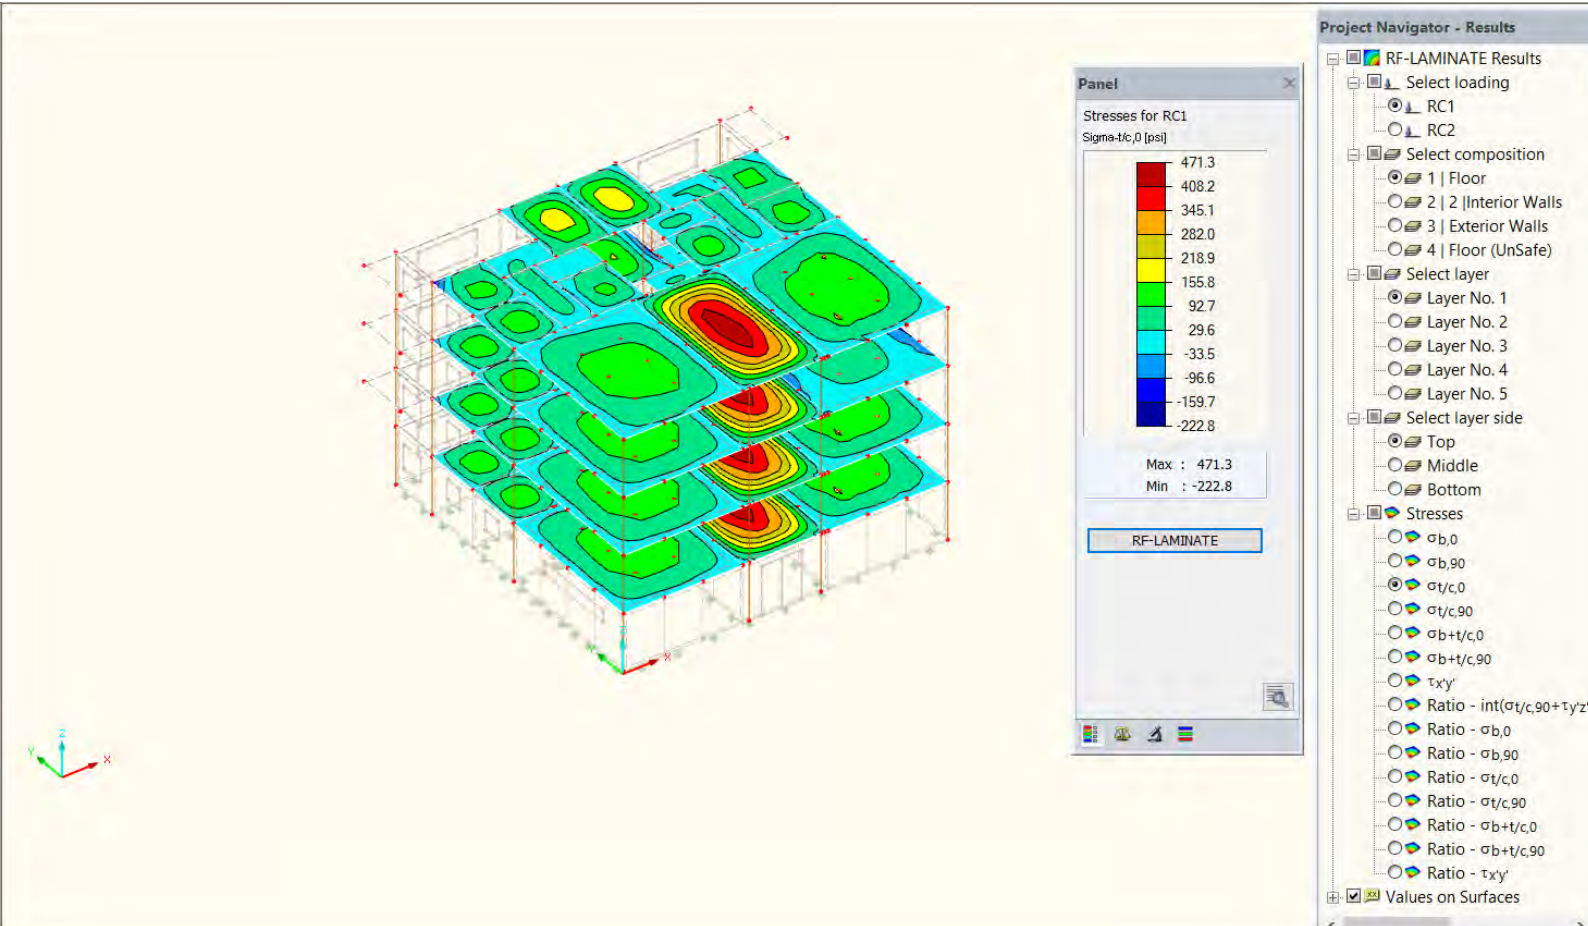 Project Navigator - Results
RF-LAMINATE Results
Select loading
RC1
RC2
Select composition
1 | Floor
2 | 2 |Interior Walls
3 | Exterior Walls
4 | Floor (UnSafe)
Select layer
Layer No. 1
Layer No. 2
Layer No. 3
Layer No. 4
Layer No. 5
Select layer side
Top
Middle
Bottom
Stresses
σb,0
σb,90
σt/c,0
σt/c,90
σb+t/c,0
σb+t/c,90
τx'y'
Ratio - int(σt/c,90+τy'z'
Ratio - σb,0
Ratio - σb,90
Ratio - σt/c,0
Ratio - σt/c,90
Ratio - σb+t/c,0
Ratio - σb+t/c,90
Ratio - τx'y'
Values on Surfaces
Panel
Stresses for RC1
Sigma-t/c,0 [psi]
471.3
408.2
345.1
282.0
218.9
155.8
92.7
29.6
-33.5
-96.6
-159.7
-222.8
Max : 471.3
Min : -222.8
RF-LAMINATE
Z
Y
X
Z
Y
X